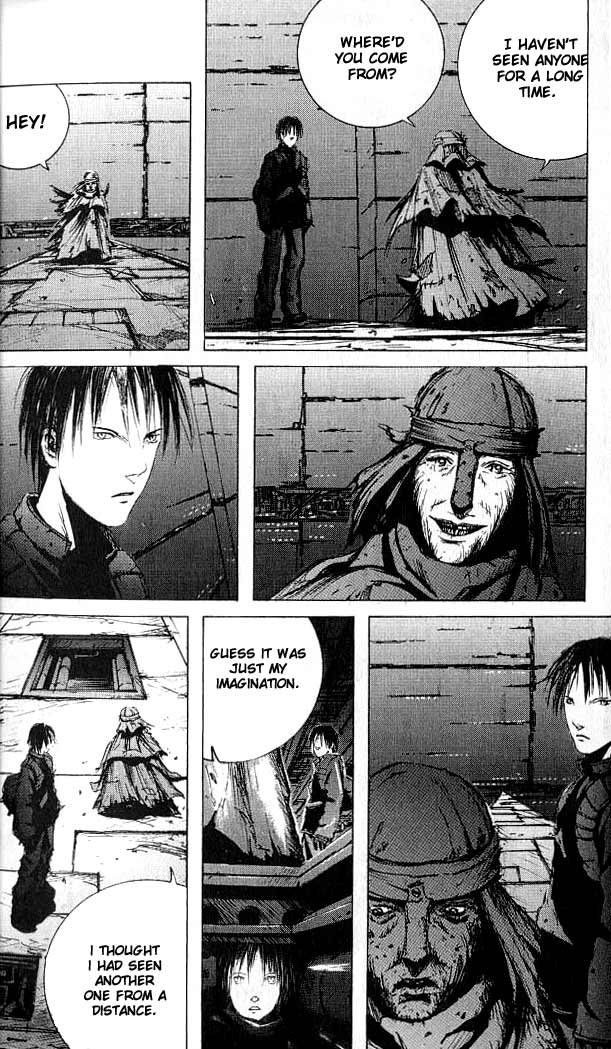 HEY!
WHERE'D
YOU COME
FROM?
I HAVEN'T
SEEN ANYONE
FOR A LONG
TIME.
I THOUGHT
I HAD SEEN
ANOTHER
ONE FROM A
DISTANCE.
GUESS IT WAS
JUST MY
IMAGINATION.